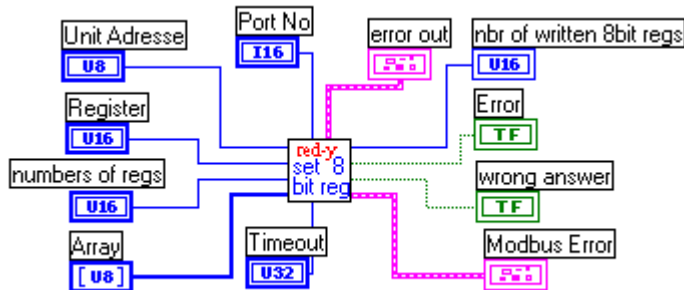 Port No
Unit Adresse
error out
nbr of written 8bit regs
I16
U8
U16
Register
Error
U16
TF
red-y
set 8
bit reg
numbers of regs
wrong answer
U16
TF
Array
Timeout
Modbus Error
[U8]
U32